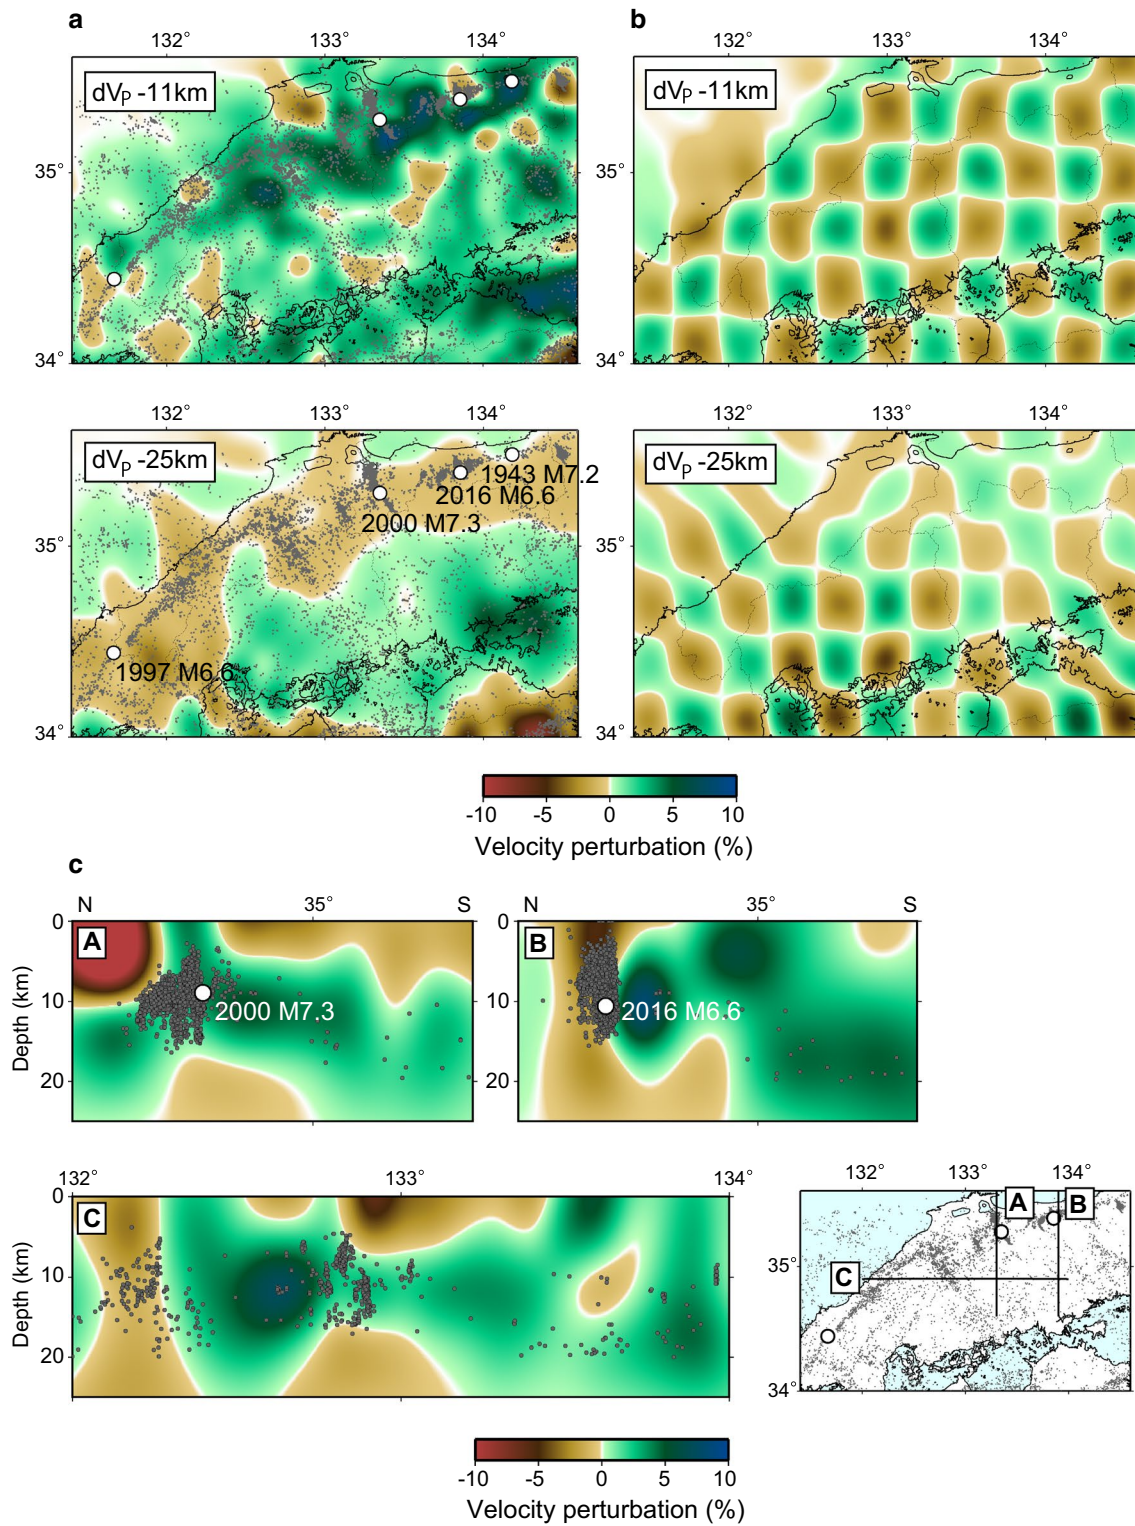 a
b
132° 133° 134°
132° 133° 134°
dVP -11km
dVP -11km
35°
35°
34°
34°
132° 133° 134°
132° 133° 134°
dVP -25km
dVP -25km
1943 M7.2
2016 M6.6
2000 M7.3
35°
35°
1997 M6.6
34°
34°
-10 -5 0 5 10
Velocity perturbation (%)
c
N 35° S
N 35° S
0
0
A
B
Depth (km)
10
10
2000 M7.3
2016 M6.6
20
20
132° 133° 134°
132° 133° 134°
0
C
A
B
Depth (km)
10
35°
C
20
34°
-10 -5 0 5 10
Velocity perturbation (%)